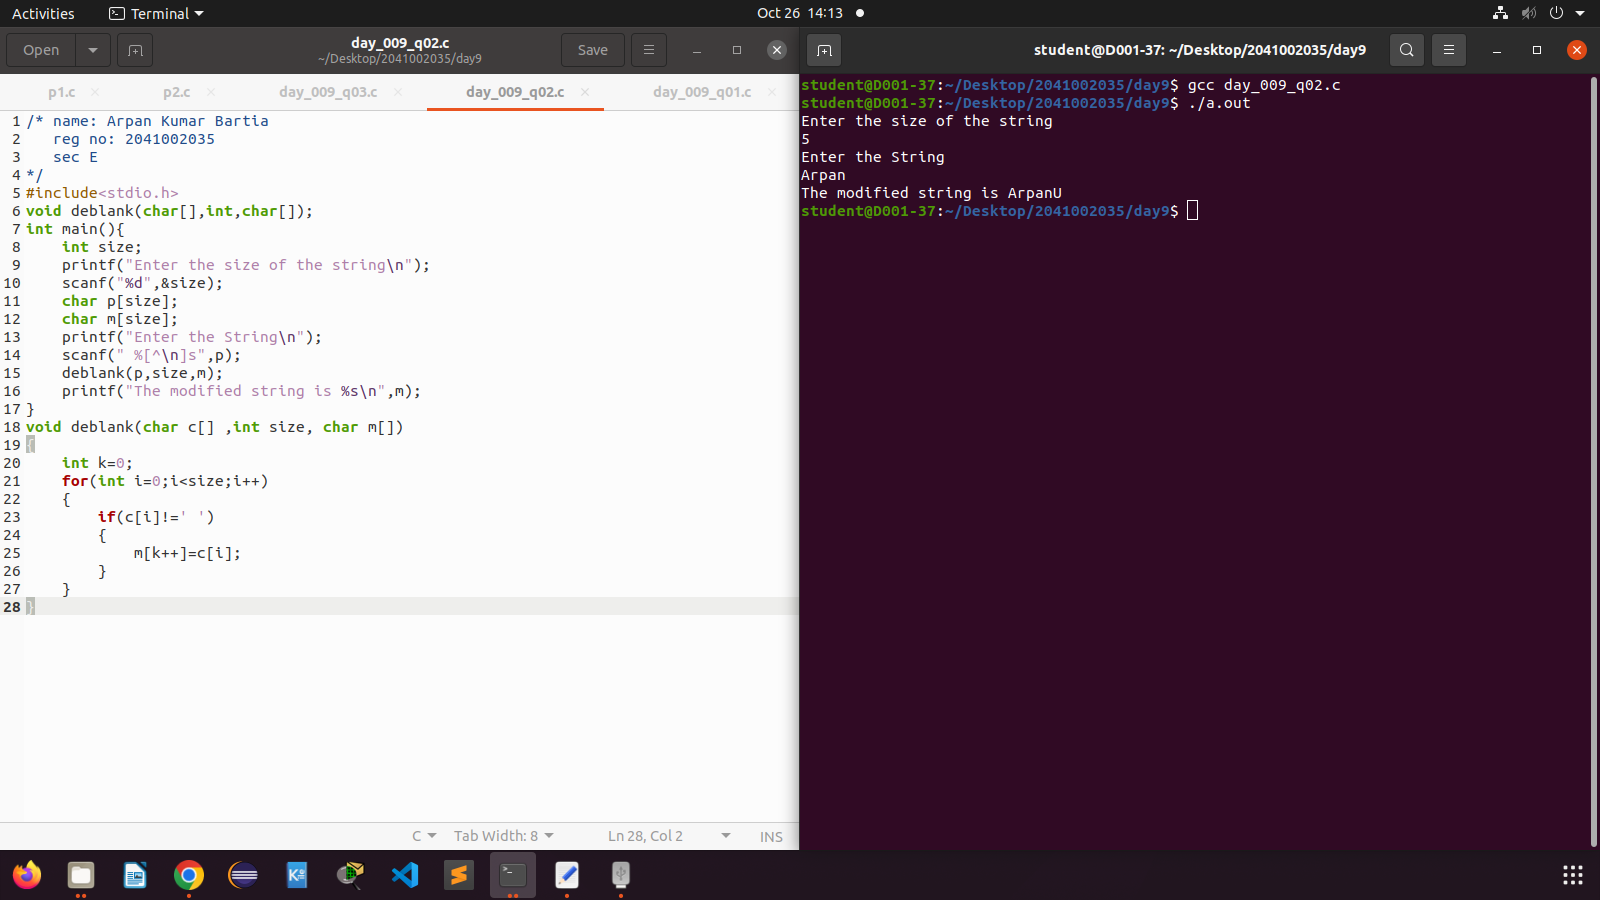 Activities
Terminal
Oct 26 14:13
Open
day_009_q02.c
~/Desktop/2041002035/day9
Save
p1.c
p2.c
day_009_q03.c
day_009_q02.c
day_009_q01.c
1 /* name: Arpan Kumar Bartia
2    reg no: 2041002035
3    sec E
4 */
5 #include<stdio.h>
6 void deblank(char[],int,char[]);
7 int main(){
8     int size;
9     printf("Enter the size of the string\n");
10     scanf("%d",&size);
11     char p[size];
12     char m[size];
13     printf("Enter the String\n");
14     scanf(" %[^\n]s",p);
15     deblank(p,size,m);
16     printf("The modified string is %s\n",m);
17 }
18 void deblank(char c[] ,int size, char m[])
19 {
20     int k=0;
21     for(int i=0;i<size;i++)
22     {
23         if(c[i]!=' ')
24         {
25             m[k++]=c[i];
26         }
27     }
28 }
C
Tab Width: 8
Ln 28, Col 2
INS
student@D001-37: ~/Desktop/2041002035/day9
student@D001-37:~/Desktop/2041002035/day9$ gcc day_009_q02.c
student@D001-37:~/Desktop/2041002035/day9$ ./a.out
Enter the size of the string
5
Enter the String
Arpan
The modified string is ArpanU
student@D001-37:~/Desktop/2041002035/day9$